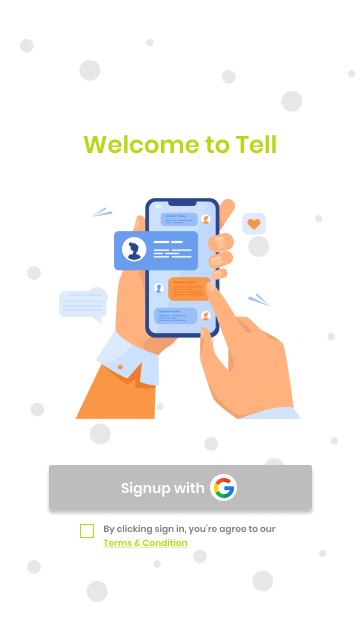 Welcome to Tell
Signup with
By clicking sign in, you're agree to our
Terms & Condition